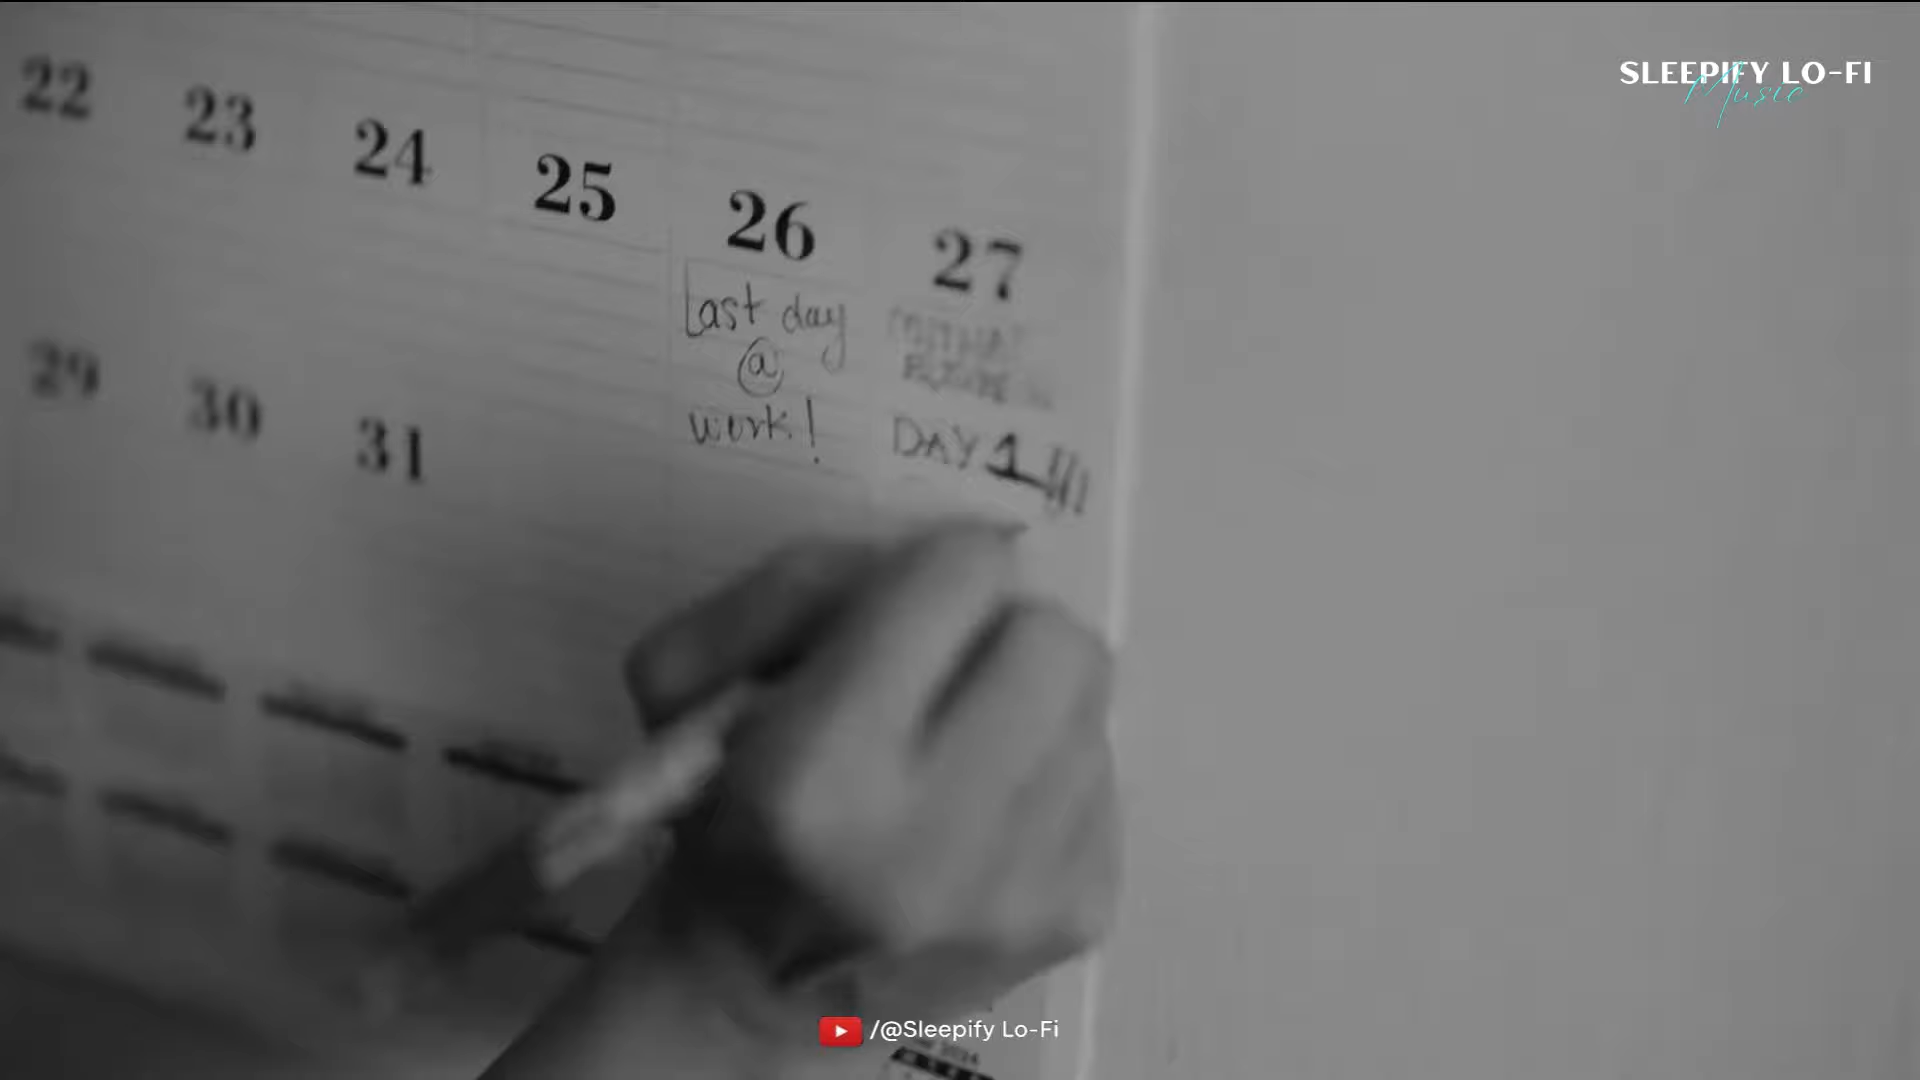 SLEEPIFY LO-FI
Music
22 23 24 25 26 27
Last day
@
work!
DAY 1
29 30 31
/@Sleepify Lo-Fi
2024